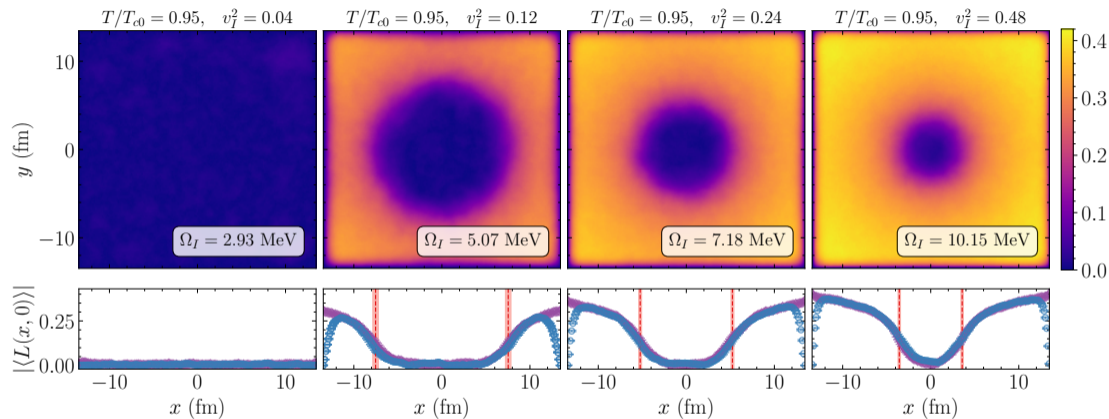 T/T_{c0} = 0.95, v_I^2 = 0.04
T/T_{c0} = 0.95, v_I^2 = 0.12
T/T_{c0} = 0.95, v_I^2 = 0.24
T/T_{c0} = 0.95, v_I^2 = 0.48
10
0
−10
y (fm)
Ω_I = 2.93 MeV
Ω_I = 5.07 MeV
Ω_I = 7.18 MeV
Ω_I = 10.15 MeV
0.4
0.3
0.2
0.1
0.0
|⟨L(x, 0)⟩|
0.25
0.00
−10 0 10
−10 0 10
−10 0 10
−10 0 10
x (fm)
x (fm)
x (fm)
x (fm)